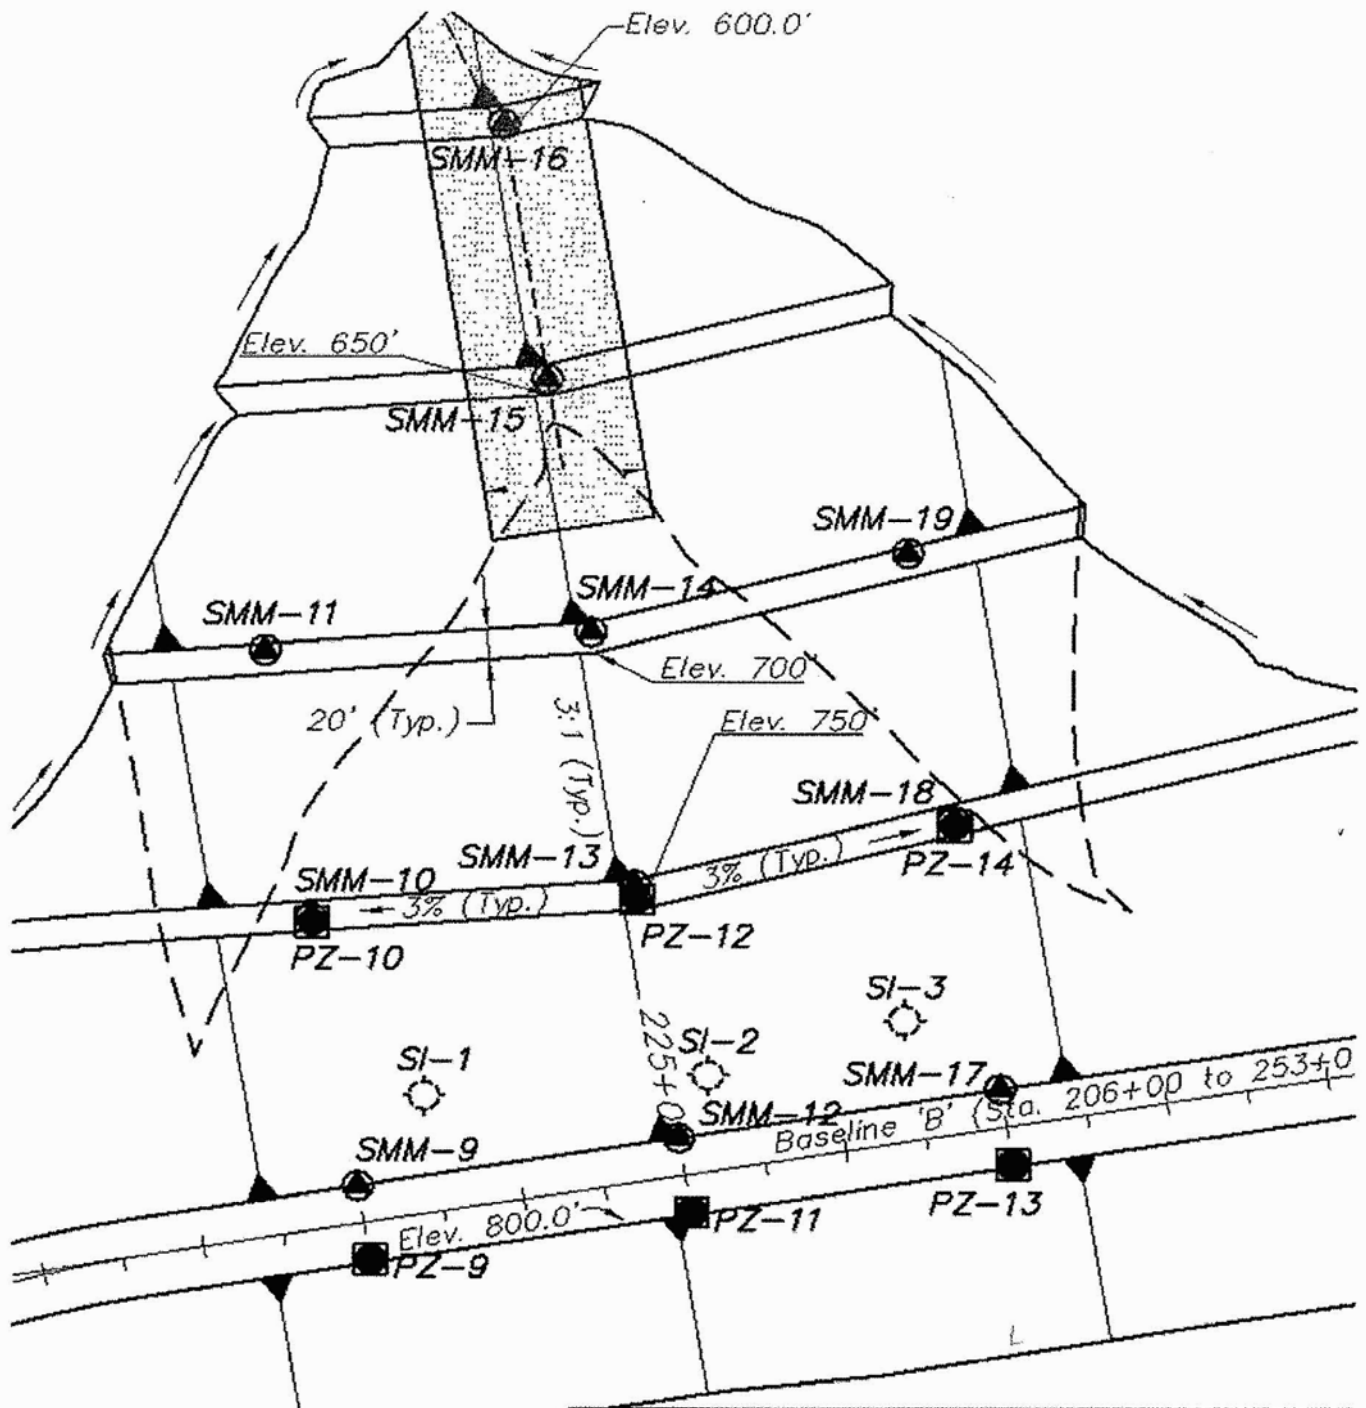 Elev. 600.0'
SMM-16
Elev. 650'
SMM-15
SMM-19
SMM-14
SMM-11
Elev. 700'
20' (Typ.)
3:1 (Typ.)
Elev. 750'
SMM-18
SMM-13
3% (Typ.)
PZ-14
SMM-10
3% (Typ.)
PZ-12
PZ-10
SI-3
225+0
SI-2
SI-1
SMM-17
SMM-12
Baseline 'B' (Sta. 206+00 to 253+0
SMM-9
PZ-13
Elev. 800.0'
PZ-11
PZ-9
L